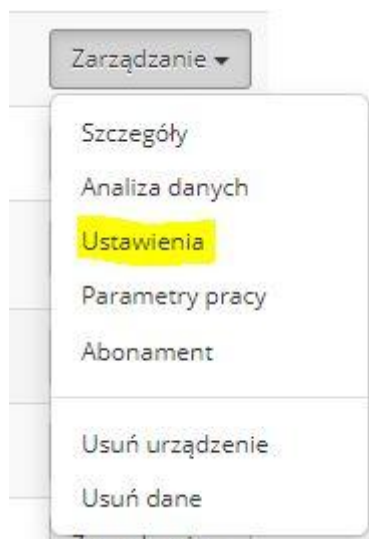 Zarządzanie
Szczegóły
Analiza danych
Ustawienia
Parametry pracy
Abonament
Usuń urządzenie
Usuń dane